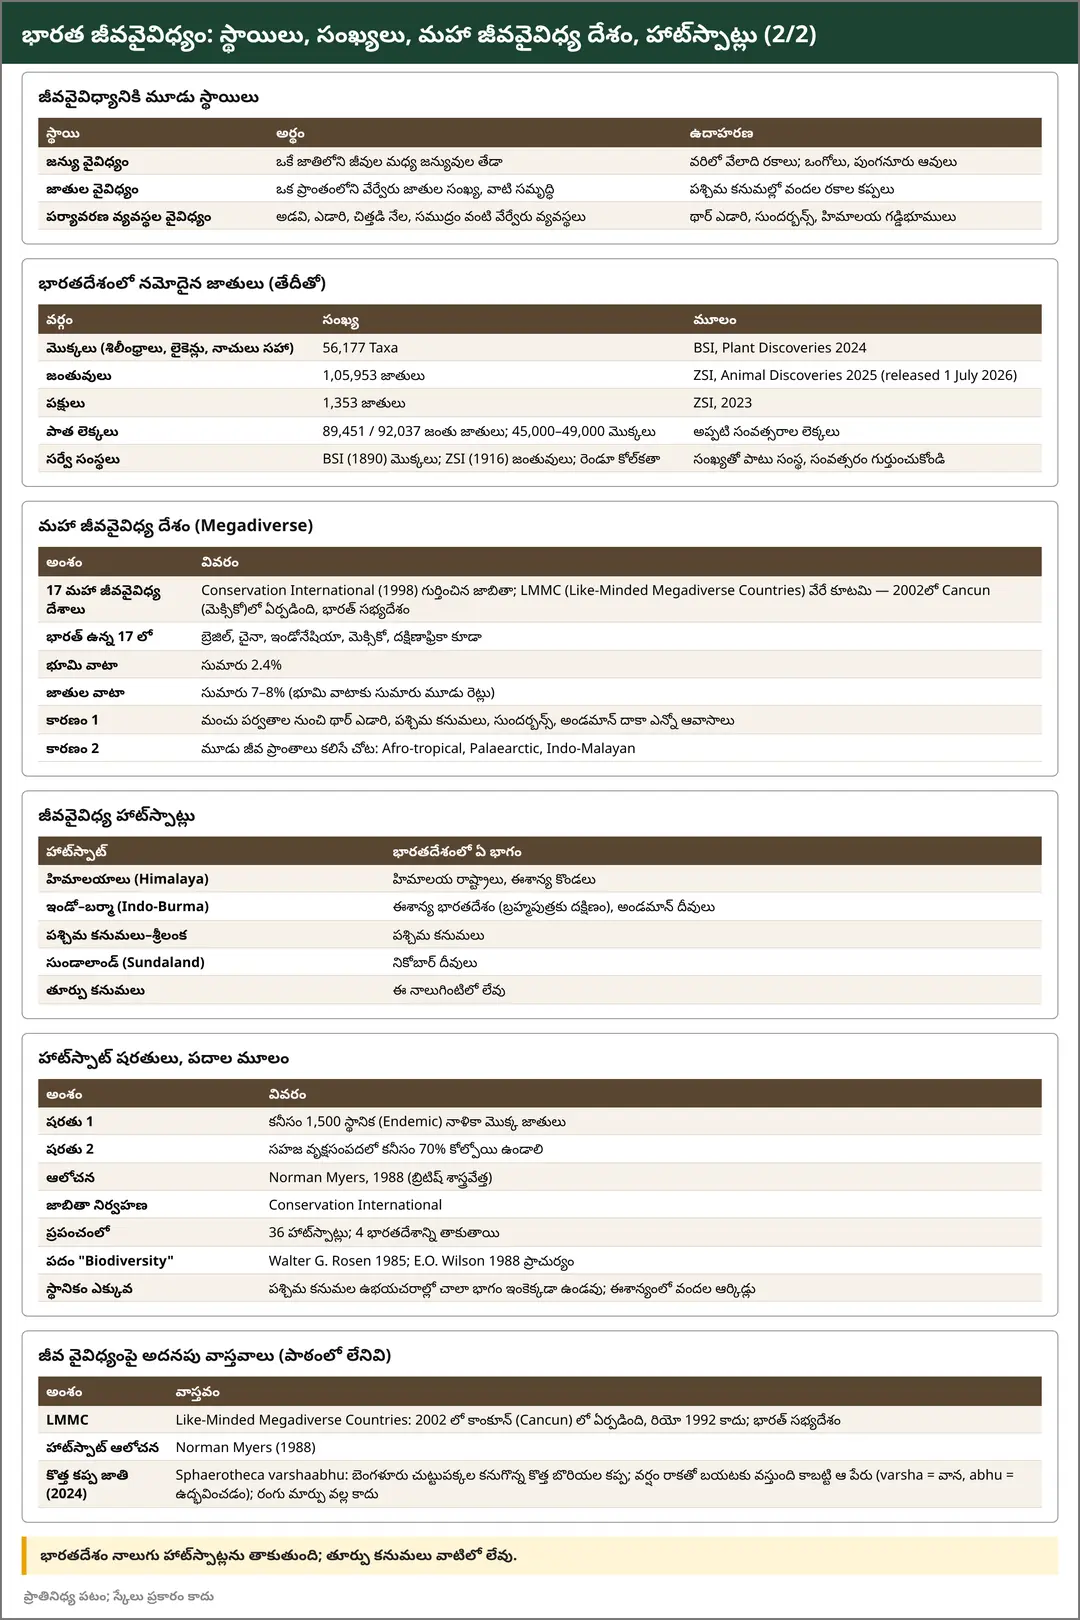 భారత జీవవైవిధ్యం: స్థాయిలు, సంఖ్యలు, మహా జీవవైవిధ్య దేశం, హాట్‌స్పాట్లు (2/2)
జీవవైవిధ్యానికి మూడు స్థాయిలు
స్థాయి అర్థం ఉదాహరణ
జన్యు వైవిధ్యం ఒకే జాతిలోని జీవుల మధ్య జన్యువుల తేడా వరిలో వేలాది రకాలు; ఒంగోలు, పుంగనూరు ఆవులు
జాతుల వైవిధ్యం ఒక ప్రాంతంలోని వేర్వేరు జాతుల సంఖ్య, వాటి సమృద్ధి పశ్చిమ కనుమల్లో వందల రకాల కప్పలు
పర్యావరణ వ్యవస్థల వైవిధ్యం అడవి, ఎడారి, చిత్తడి నేల, సముద్రం వంటి వేర్వేరు వ్యవస్థలు థార్ ఎడారి, సుందర్బన్స్, హిమాలయ గడ్డిభూములు
భారతదేశంలో నమోదైన జాతులు (తేదీతో)
వర్గం సంఖ్య మూలం
మొక్కలు (శిలీంధ్రాలు, లైకెన్లు, నాచులు సహా) 56,177 Taxa BSI, Plant Discoveries 2024
జంతువులు 1,05,953 జాతులు ZSI, Animal Discoveries 2025 (released 1 July 2026)
పక్షులు 1,353 జాతులు ZSI, 2023
పాత లెక్కలు 89,451 / 92,037 జంతు జాతులు; 45,000–49,000 మొక్కలు అప్పటి సంవత్సరాల లెక్కలు
సర్వే సంస్థలు BSI (1890) మొక్కలు; ZSI (1916) జంతువులు; రెండూ కోల్‌కతా సంఖ్యతో పాటు సంస్థ, సంవత్సరం గుర్తుంచుకోండి
మహా జీవవైవిధ్య దేశం (Megadiverse)
అంశం వివరం
17 మహా జీవవైవిధ్య దేశాలు Conservation International (1998) గుర్తించిన జాబితా; LMMC (Like-Minded Megadiverse Countries) వేరే కూటమి — 2002లో Cancun
(మెక్సికో)లో ఏర్పడింది, భారత్ సభ్యదేశం
భారత్ ఉన్న 17 లో బ్రెజిల్, చైనా, ఇండోనేషియా, మెక్సికో, దక్షిణాఫ్రికా కూడా
భూమి వాటా సుమారు 2.4%
జాతుల వాటా సుమారు 7–8% (భూమి వాటాకు సుమారు మూడు రెట్లు)
కారణం 1 మంచు పర్వతాల నుంచి థార్ ఎడారి, పశ్చిమ కనుమలు, సుందర్బన్స్, అండమాన్ దాకా ఎన్నో ఆవాసాలు
కారణం 2 మూడు జీవ ప్రాంతాలు కలిసే చోట: Afro-tropical, Palaearctic, Indo-Malayan
జీవవైవిధ్య హాట్‌స్పాట్లు
హాట్‌స్పాట్ భారతదేశంలో ఏ భాగం
హిమాలయాలు (Himalaya) హిమాలయ రాష్ట్రాలు, ఈశాన్య కొండలు
ఇండో–బర్మా (Indo-Burma) ఈశాన్య భారతదేశం (బ్రహ్మపుత్రకు దక్షిణం), అండమాన్ దీవులు
పశ్చిమ కనుమలు–శ్రీలంక పశ్చిమ కనుమలు
సుండాలాండ్ (Sundaland) నికోబార్ దీవులు
తూర్పు కనుమలు ఈ నాలుగింటిలో లేవు
హాట్‌స్పాట్ షరతులు, పదాల మూలం
అంశం వివరం
షరతు 1 కనీసం 1,500 స్థానిక (Endemic) నాళికా మొక్క జాతులు
షరతు 2 సహజ వృక్షసంపదలో కనీసం 70% కోల్పోయి ఉండాలి
ఆలోచన Norman Myers, 1988 (బ్రిటిష్ శాస్త్రవేత్త)
జాబితా నిర్వహణ Conservation International
ప్రపంచంలో 36 హాట్‌స్పాట్లు; 4 భారతదేశాన్ని తాకుతాయి
పదం "Biodiversity" Walter G. Rosen 1985; E.O. Wilson 1988 ప్రాచుర్యం
స్థానికం ఎక్కువ పశ్చిమ కనుమల ఉభయచరాల్లో చాలా భాగం ఇంకెక్కడా ఉండవు; ఈశాన్యంలో వందల ఆర్కిడ్లు
జీవ వైవిధ్యంపై అదనపు వాస్తవాలు (పాఠంలో లేనివి)
అంశం వాస్తవం
LMMC Like-Minded Megadiverse Countries: 2002 లో కాంకూన్ (Cancun) లో ఏర్పడింది, రియో 1992 కాదు; భారత్ సభ్యదేశం
హాట్‌స్పాట్ ఆలోచన Norman Myers (1988)
కొత్త కప్ప జాతి (2024) Sphaerotheca varshaabhu: బెంగళూరు చుట్టుపక్కల కనుగొన్న కొత్త బొరియల కప్ప; వర్షం రాకతో బయటకు వస్తుంది కాబట్టి ఆ పేరు (varsha = వాన, abhu =
ఉద్భవించడం); రంగు మార్పు వల్ల కాదు
భారతదేశం నాలుగు హాట్‌స్పాట్లను తాకుతుంది; తూర్పు కనుమలు వాటిలో లేవు.
ప్రాతినిధ్య పటం; స్కేలు ప్రకారం కాదు